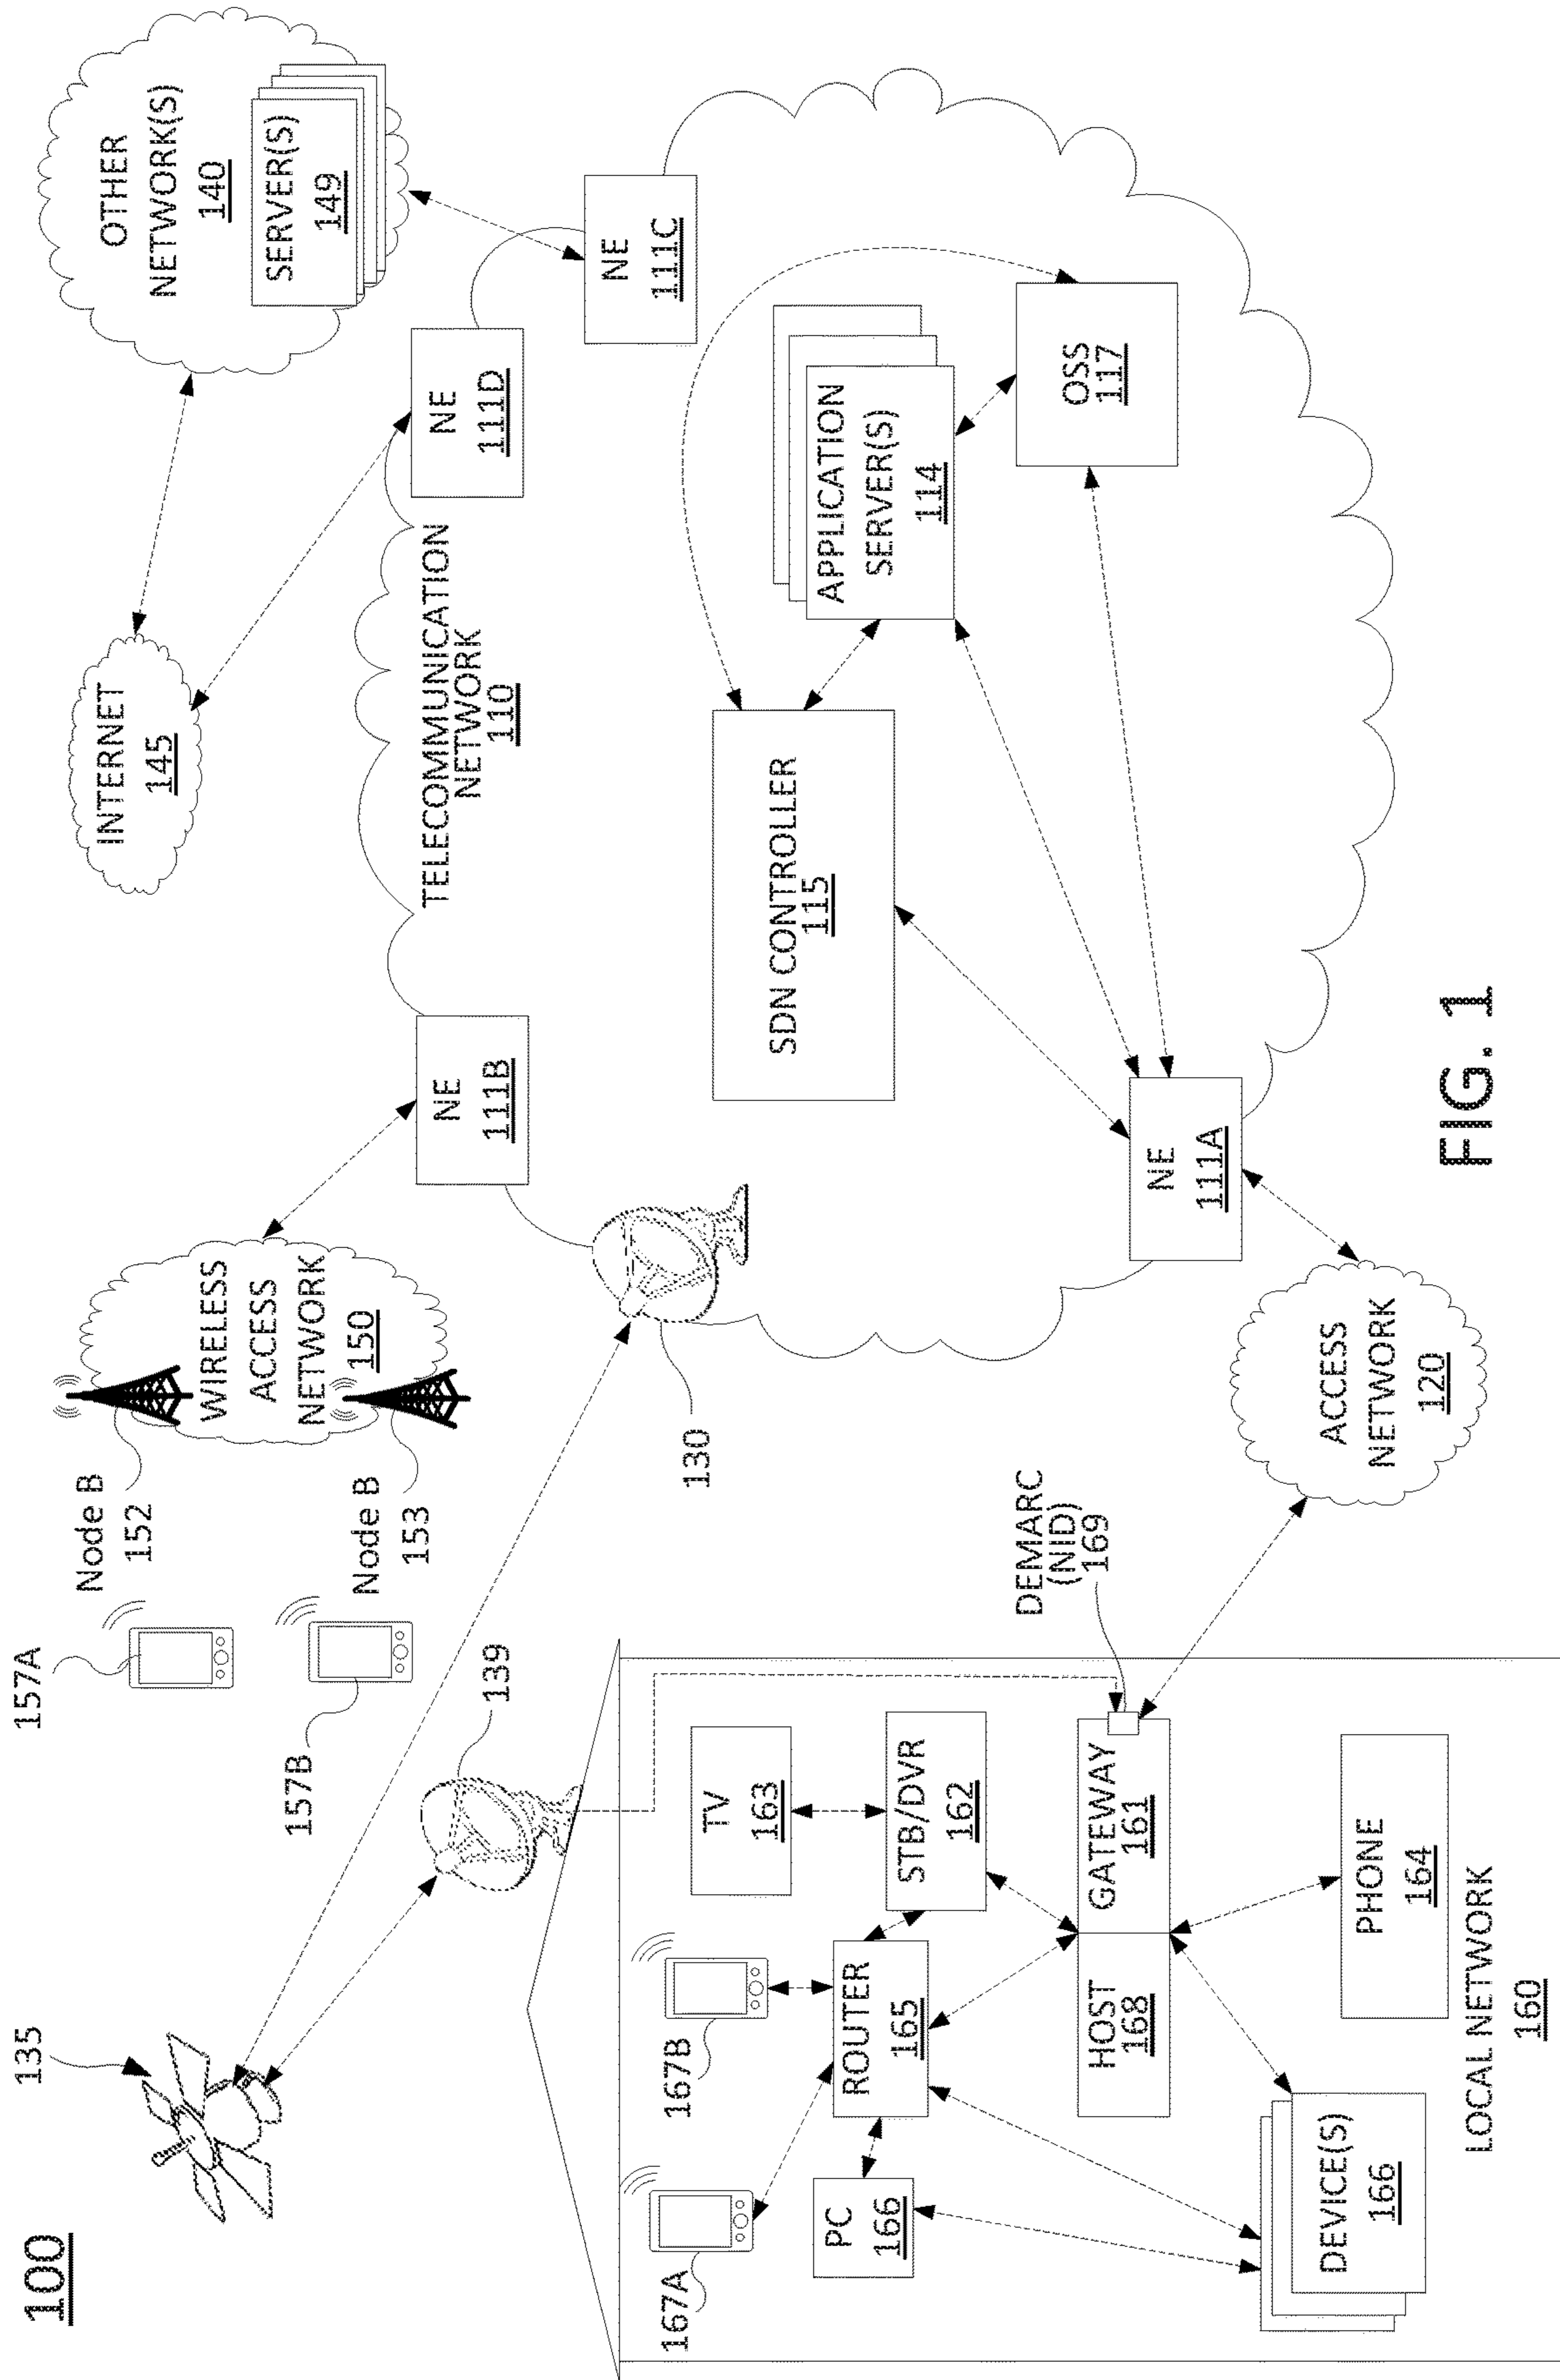 100
135
157A
157B
139
Node B
152
Node B
153
WIRELESS
ACCESS
NETWORK
150
INTERNET
145
OTHER
NETWORK(S)
140
SERVER(S)
149
NE
111B
TELECOMMUNICATION
NETWORK
110
NE
111D
NE
111C
130
SDN CONTROLLER
115
APPLICATION
SERVER(S)
114
OSS
117
NE
111A
ACCESS
NETWORK
120
DEMARC
(NID)
169
167A
167B
TV
163
STB/DVR
162
ROUTER
165
PC
166
HOST
168
GATEWAY
161
DEVICE(S)
166
PHONE
164
LOCAL NETWORK
160
FIG. 1